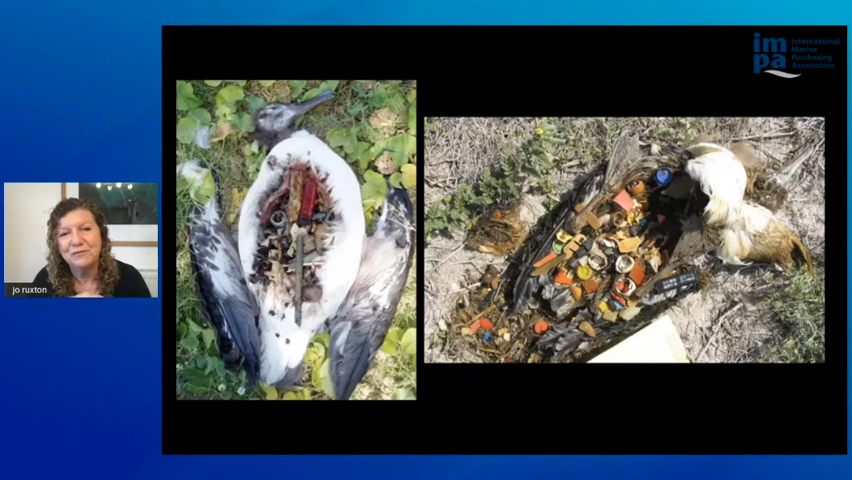 impa
International
Marine
Purchasing
Association
jo ruxton